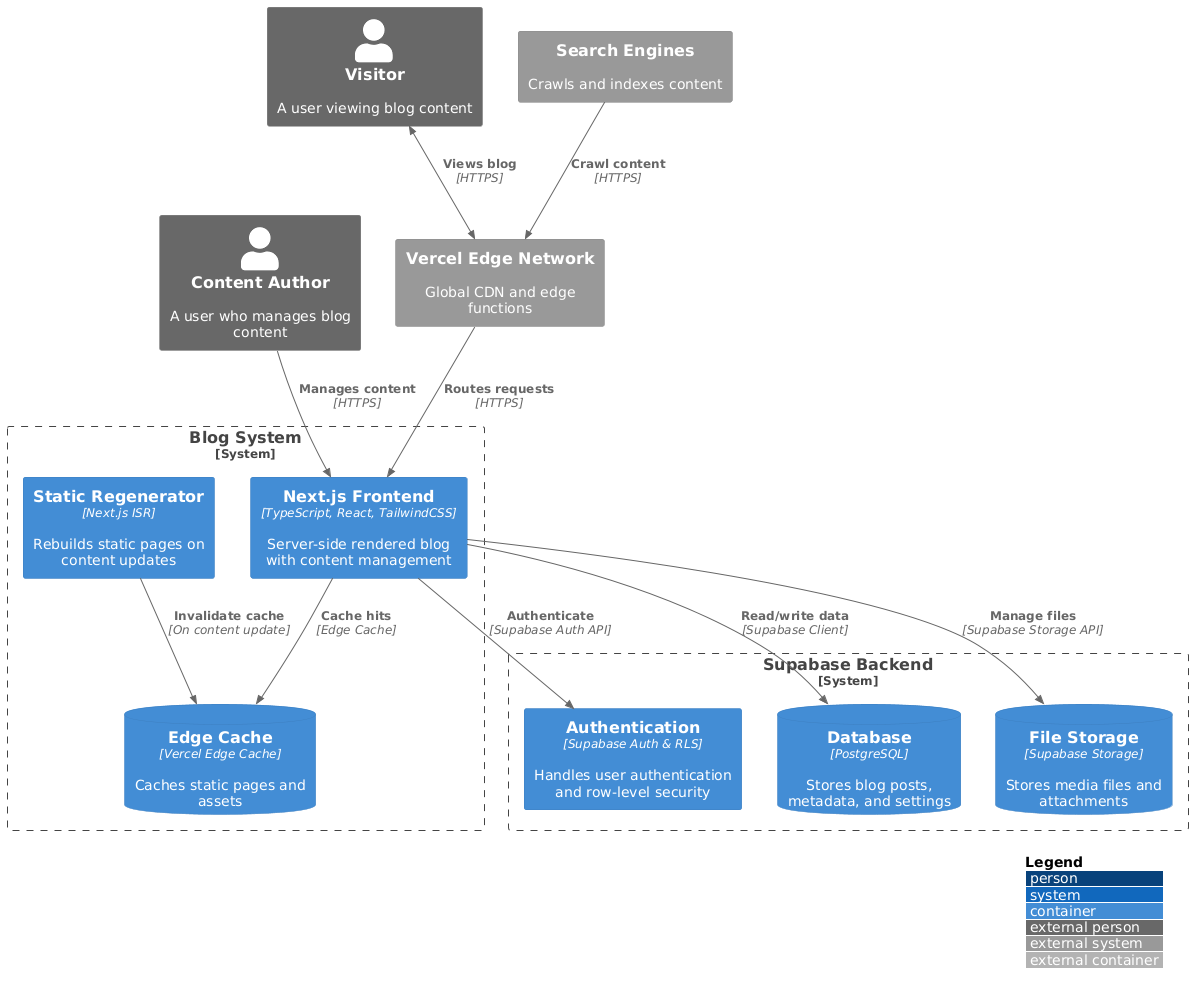 Visitor
A user viewing blog content
Search Engines
Crawls and indexes content
Views blog
[HTTPS]
Crawl content
[HTTPS]
Content Author
A user who manages blog
content
Vercel Edge Network
Global CDN and edge
functions
Manages content
[HTTPS]
Routes requests
[HTTPS]
Blog System
[System]
Static Regenerator
[Next.js ISR]
Rebuilds static pages on
content updates
Next.js Frontend
[TypeScript, React, TailwindCSS]
Server-side rendered blog
with content management
Invalidate cache
[On content update]
Cache hits
[Edge Cache]
Authenticate
[Supabase Auth API]
Read/write data
[Supabase Client]
Manage files
[Supabase Storage API]
Supabase Backend
[System]
Edge Cache
[Vercel Edge Cache]
Caches static pages and
assets
Authentication
[Supabase Auth & RLS]
Handles user authentication
and row-level security
Database
[PostgreSQL]
Stores blog posts,
metadata, and settings
File Storage
[Supabase Storage]
Stores media files and
attachments
Legend
person
system
container
external person
external system
external container